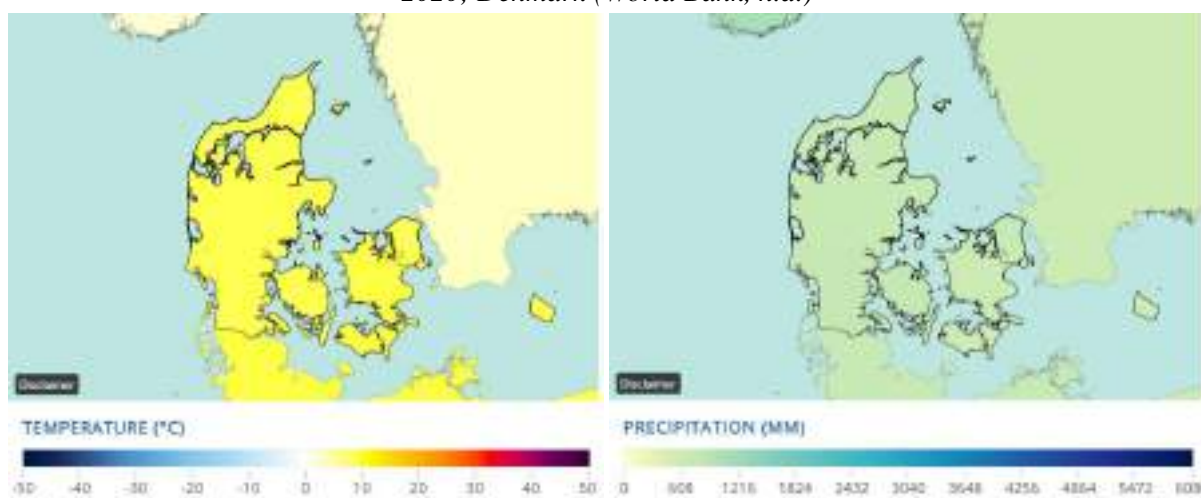 2020, Denmark (World Bank, n.d.)
Disclaimer
Disclaimer
TEMPERATURE (°C)
PRECIPITATION (MM)
-50 -40 -30 -20 -10 0 10 20 30 40 50
0 608 1216 1824 2432 3040 3648 4256 4864 5472